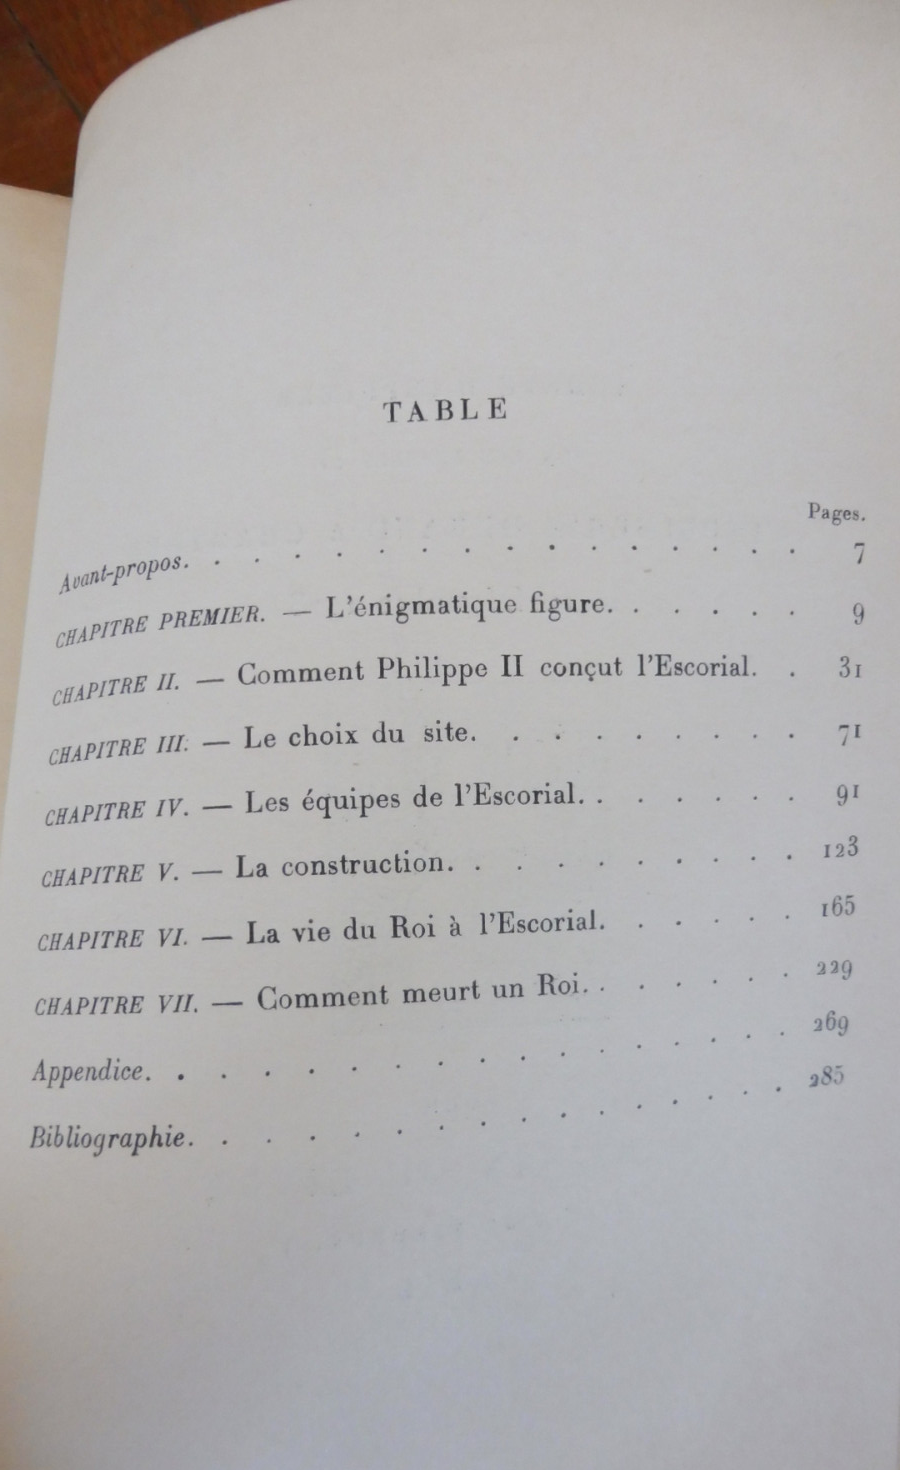 TABLE
Pages.
Avant-propos. . . . . . . . . . . . . . . 7
CHAPITRE PREMIER. — L'énigmatique figure. . . . . . 9
CHAPITRE II. — Comment Philippe II conçut l'Escorial. . 31
CHAPITRE III. — Le choix du site. . . . . . . . 71
CHAPITRE IV. — Les équipes de l'Escorial. . . . . . . 91
CHAPITRE V. — La construction. . . . . . . . . . 123
CHAPITRE VI. — La vie du Roi à l'Escorial. . . . . . 165
CHAPITRE VII. — Comment meurt un Roi. . . . . . . 229
Appendice. . . . . . . . . . . . . . . . 269
Bibliographie. . . . . . . . . . . . . . . 285